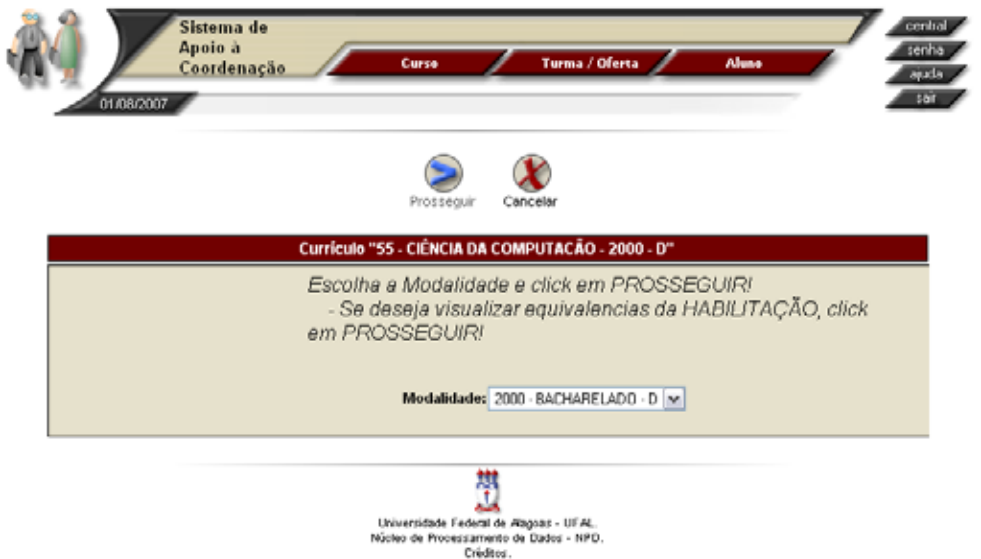 Sistema de
Apoio à
Coordenação
Curso
Turma / Oferta
Aluno
central
senha
ajuda
sair
01/08/2007
Prosseguir
Cancelar
Currículo "55 - CIÊNCIA DA COMPUTACÃO - 2000 - D"
Escolha a Modalidade e click em PROSSEGUIR!
- Se deseja visualizar equivalencias da HABILITAÇÃO, click
em PROSSEGUIR!
Modalidade: 2000 - BACHARELADO - D
Universidade Federal de Alagoas - UFAL.
Núcleo de Processamento de Dados - NPD.
Créditos.